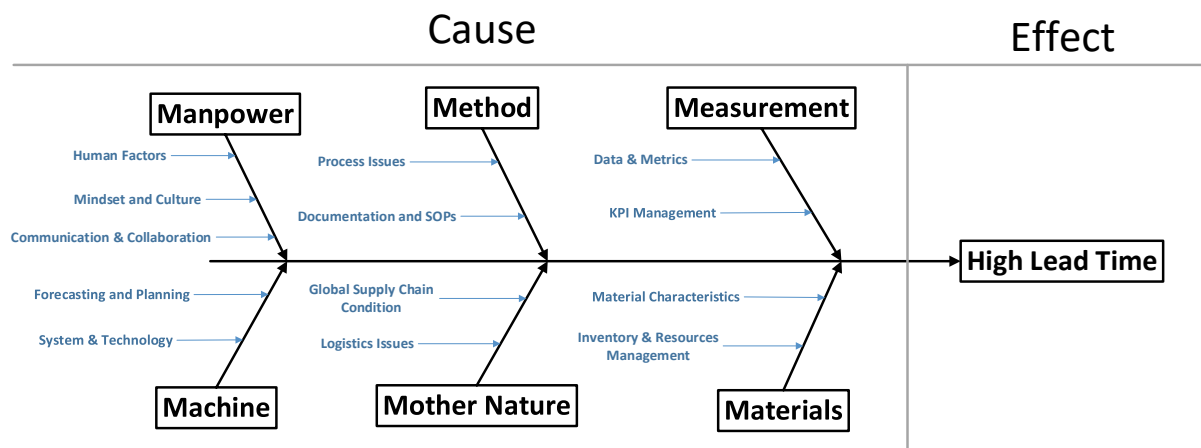 Cause
Effect
Manpower
Method
Measurement
Human Factors
Process Issues
Data & Metrics
Mindset and Culture
Documentation and SOPs
KPI Management
Communication & Collaboration
High Lead Time
Forecasting and Planning
Global Supply Chain
Condition
Material Characteristics
System & Technology
Logistics Issues
Inventory & Resources
Management
Machine
Mother Nature
Materials